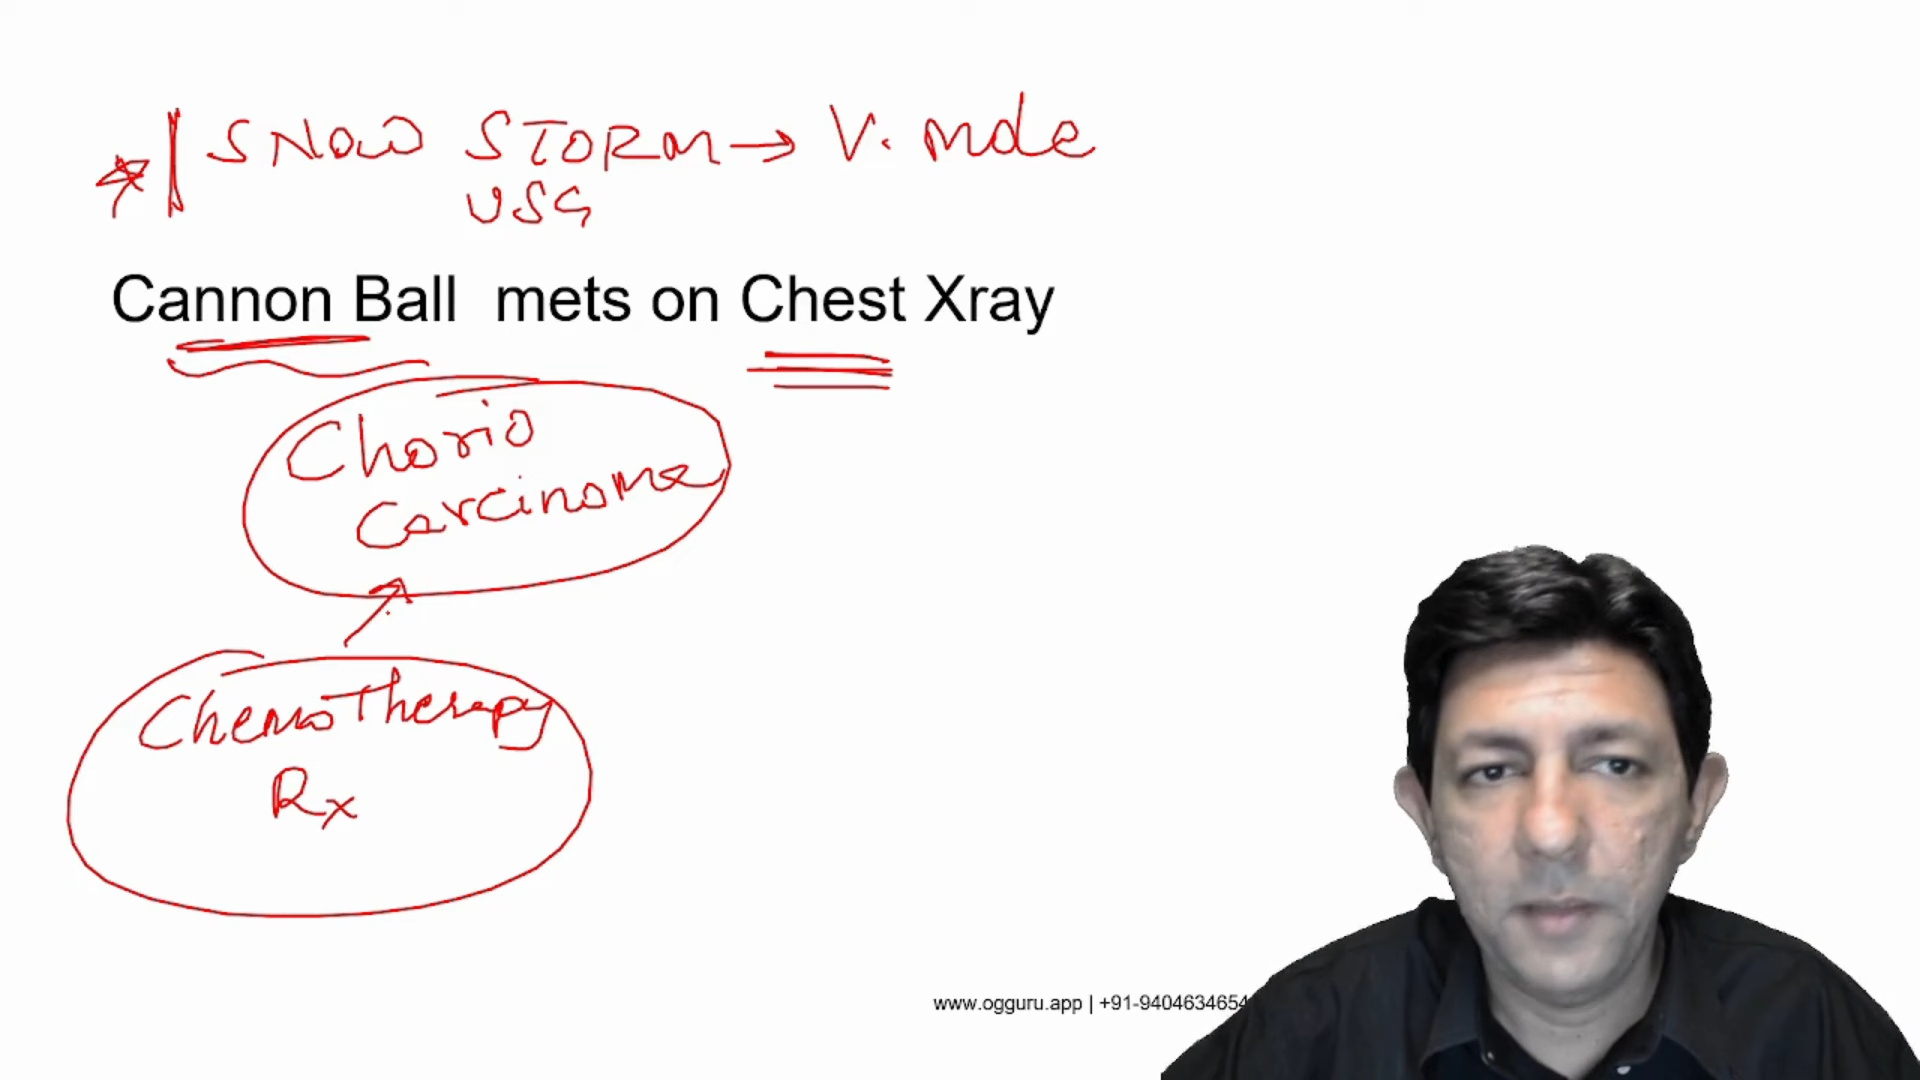 SNOW STORM → V. mole
USG
Cannon Ball mets on Chest Xray
Chorio
Carcinoma
ChemoTherapy
Rx
www.ogguru.app | +91-9404634654